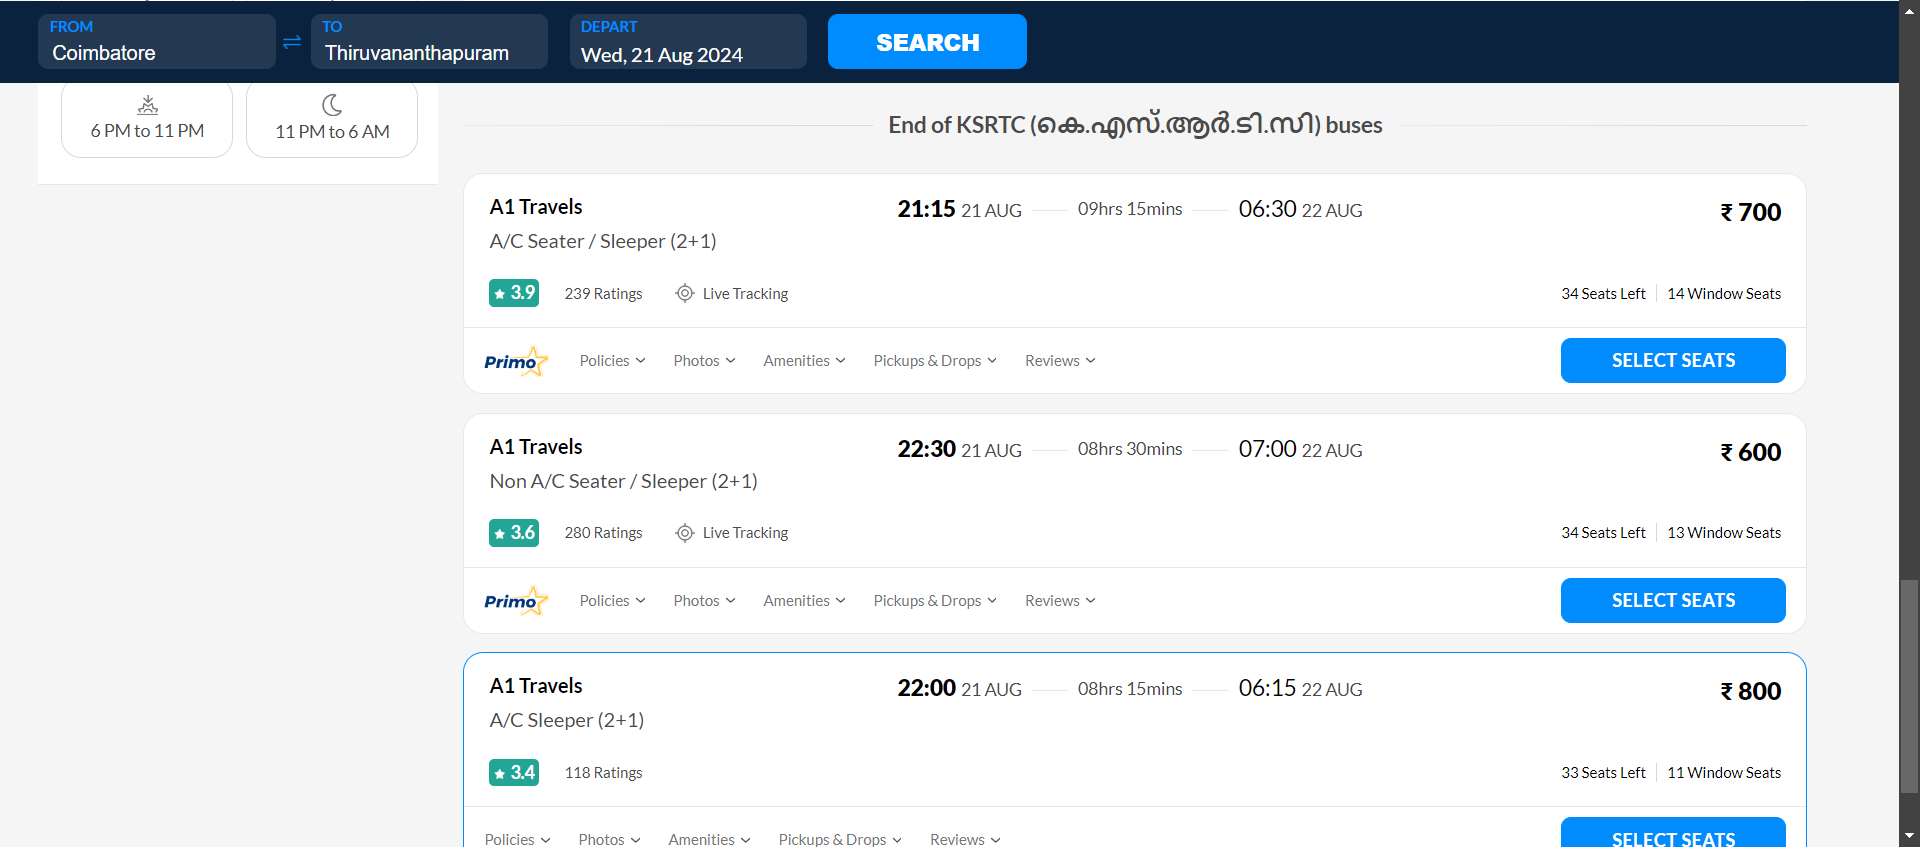 FROM
Coimbatore
TO
Thiruvananthapuram
DEPART
Wed, 21 Aug 2024
SEARCH
6 PM to 11 PM
11 PM to 6 AM
End of KSRTC (കെ.എസ്.ആർ.ടി.സി) buses
A1 Travels
21:15 21 AUG
09hrs 15mins
06:30 22 AUG
₹ 700
A/C Seater / Sleeper (2+1)
3.9
239 Ratings
Live Tracking
34 Seats Left
14 Window Seats
Primo
Policies
Photos
Amenities
Pickups & Drops
Reviews
SELECT SEATS
A1 Travels
22:30 21 AUG
08hrs 30mins
07:00 22 AUG
₹ 600
Non A/C Seater / Sleeper (2+1)
3.6
280 Ratings
Live Tracking
34 Seats Left
13 Window Seats
Primo
Policies
Photos
Amenities
Pickups & Drops
Reviews
SELECT SEATS
A1 Travels
22:00 21 AUG
08hrs 15mins
06:15 22 AUG
₹ 800
A/C Sleeper (2+1)
3.4
118 Ratings
33 Seats Left
11 Window Seats
Policies
Photos
Amenities
Pickups & Drops
Reviews
SELECT SEATS